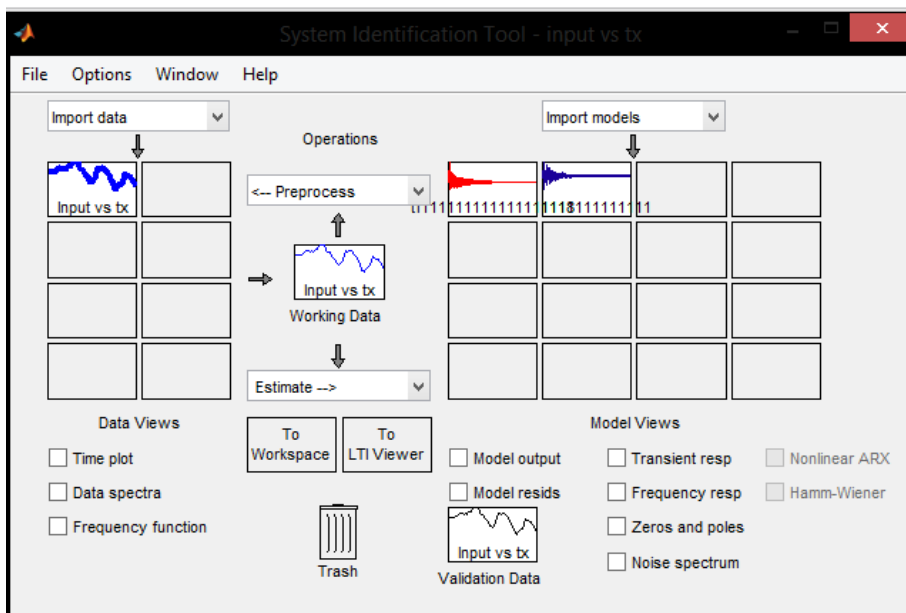 System Identification Tool - input vs tx
File Options Window Help
Import data
Import models
Operations
<-- Preprocess
Input vs tx
Input vs tx
Working Data
Estimate -->
Data Views
Model Views
To Workspace
To LTI Viewer
Time plot
Data spectra
Frequency function
Model output
Model resids
Transient resp
Frequency resp
Zeros and poles
Noise spectrum
Nonlinear ARX
Hamm-Wiener
Trash
Input vs tx
Validation Data